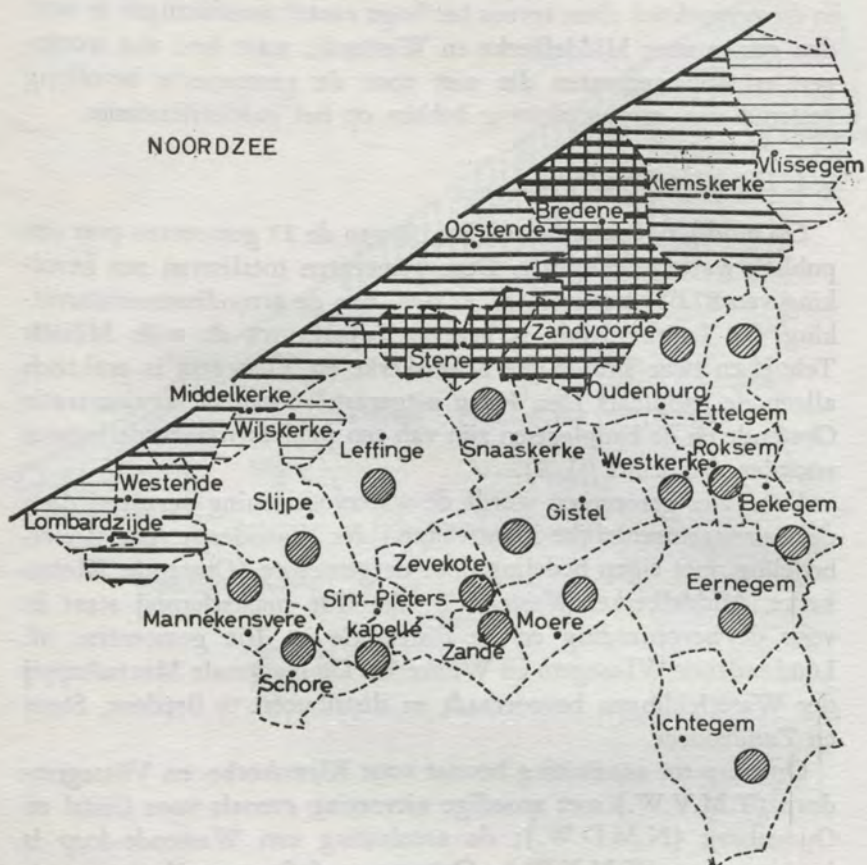 NOORDZEE
Vlissegem
Klemskerke
Bredene
Oostende
Zandvoorde
Stene
Oudenburg
Middelkerke
Ettelgem
Wilskerke
Leffinge
Snaaskerke
Roksem
Westkerke
Westende
Slijpe
Bekegem
Gistel
Lombardzijde
Zevekote
Eernegem
Sint-Pieters
kapelle
Mannekensvere
Moere
Zande
Schore
Ichtegem